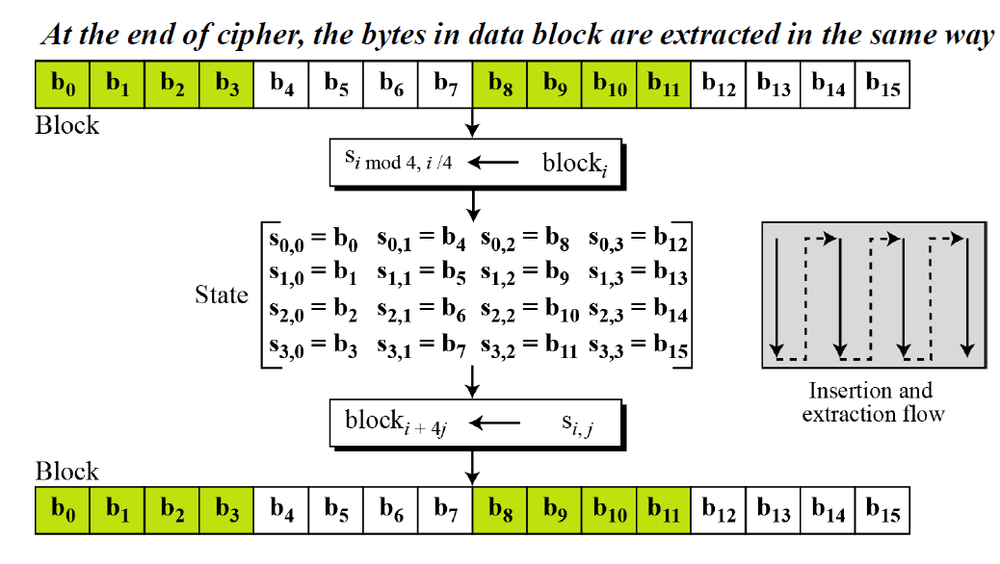 At the end of cipher, the bytes in data block are extracted in the same way
b₀ b₁ b₂ b₃ b₄ b₅ b₆ b₇ b₈ b₉ b₁₀ b₁₁ b₁₂ b₁₃ b₁₄ b₁₅
Block
s i mod 4, i /4 ← block i
s₀,₀ = b₀ s₀,₁ = b₄ s₀,₂ = b₈ s₀,₃ = b₁₂
s₁,₀ = b₁ s₁,₁ = b₅ s₁,₂ = b₉ s₁,₃ = b₁₃
State
s₂,₀ = b₂ s₂,₁ = b₆ s₂,₂ = b₁₀ s₂,₃ = b₁₄
s₃,₀ = b₃ s₃,₁ = b₇ s₃,₂ = b₁₁ s₃,₃ = b₁₅
Insertion and
extraction flow
block i + 4j ← s i, j
Block
b₀ b₁ b₂ b₃ b₄ b₅ b₆ b₇ b₈ b₉ b₁₀ b₁₁ b₁₂ b₁₃ b₁₄ b₁₅